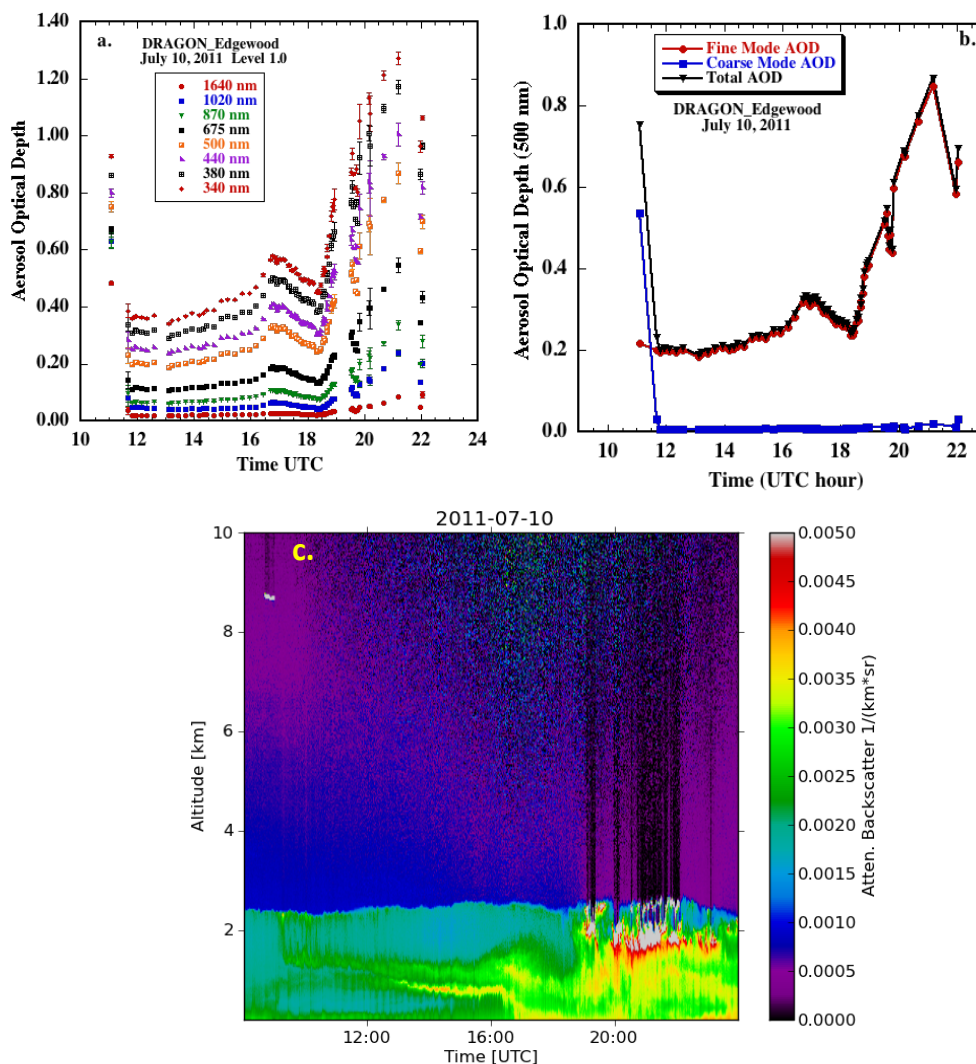 a.
DRAGON_Edgewood
July 10, 2011 Level 1.0
1640 nm
1020 nm
870 nm
675 nm
500 nm
440 nm
380 nm
340 nm
Aerosol Optical Depth
1.40
1.20
1.00
0.80
0.60
0.40
0.20
0.00
10 12 14 16 18 20 22 24
Time UTC
b.
Fine Mode AOD
Coarse Mode AOD
Total AOD
DRAGON_Edgewood
July 10, 2011
Aerosol Optical Depth (500 nm)
1.0
0.8
0.6
0.4
0.2
0.0
10 12 14 16 18 20 22
Time (UTC hour)
2011-07-10
c.
Altitude [km]
10
8
6
4
2
12:00 16:00 20:00
Time [UTC]
0.0050
0.0045
0.0040
0.0035
0.0030
0.0025
0.0020
0.0015
0.0010
0.0005
0.0000
Atten. Backscatter 1/(km*sr)